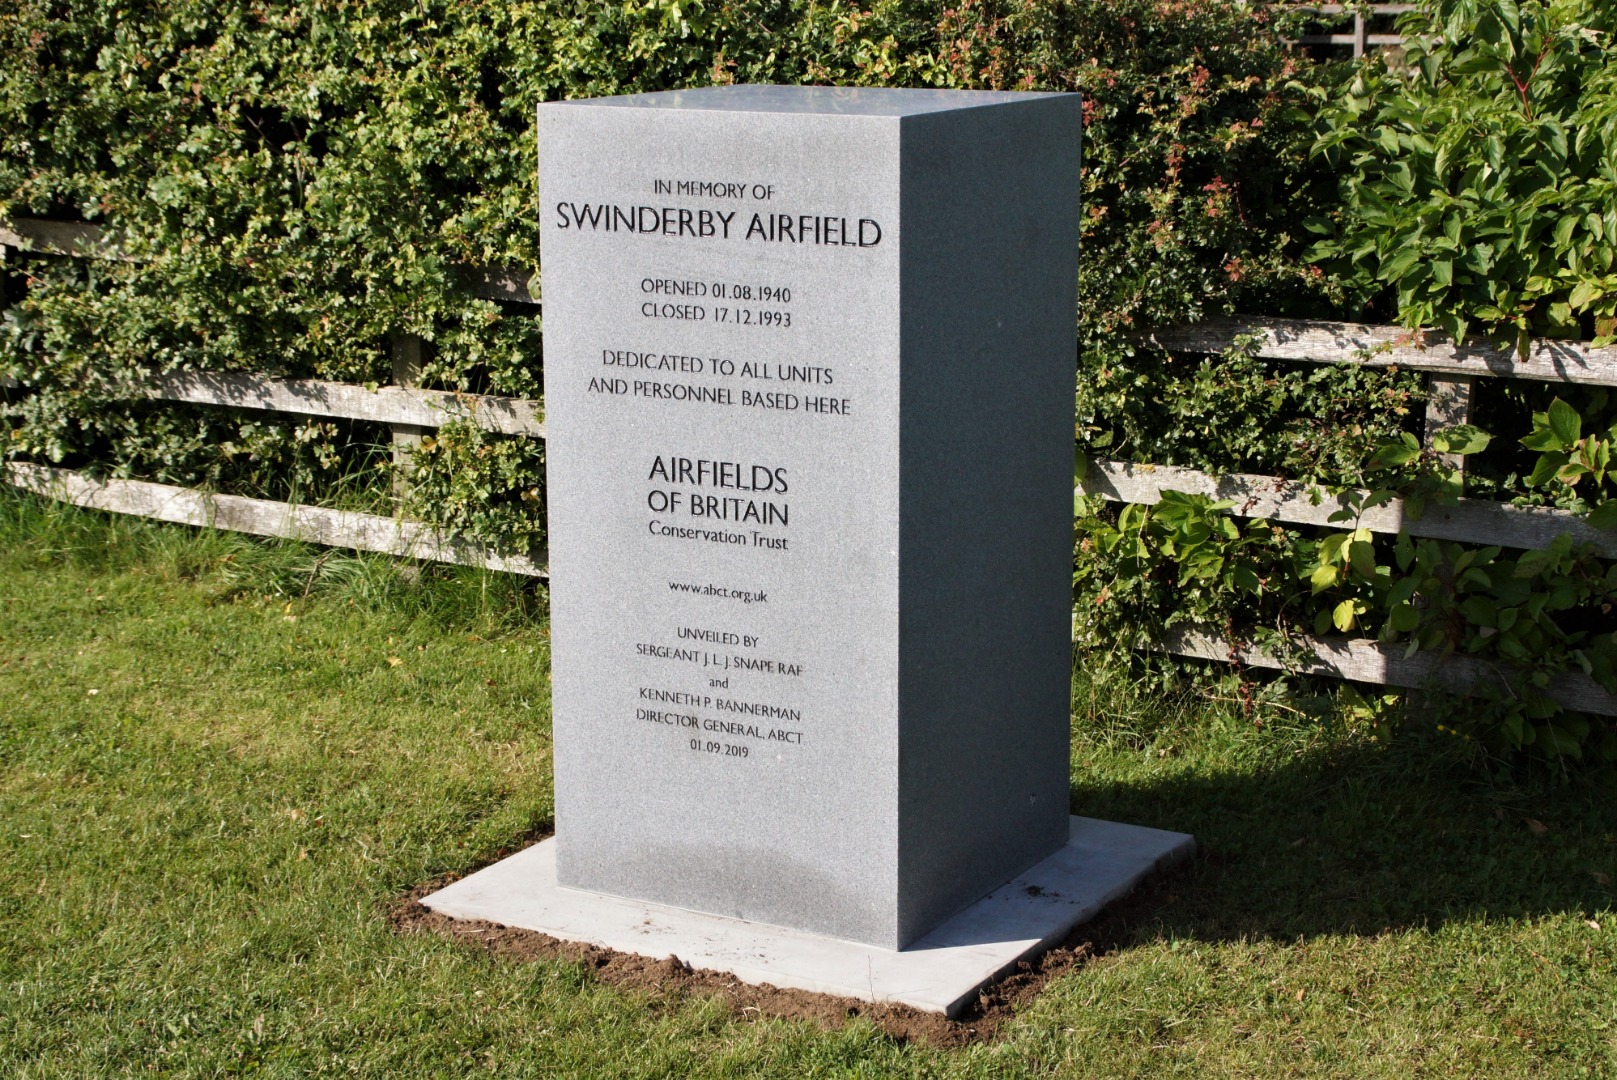 IN MEMORY OF
SWINDERBY AIRFIELD
OPENED 01.08.1940
CLOSED 17.12.1993
DEDICATED TO ALL UNITS
AND PERSONNEL BASED HERE
AIRFIELDS
OF BRITAIN
Conservation Trust
www.abct.org.uk
UNVEILED BY
SERGEANT J. L. J. SNAPE RAF
and
KENNETH P. BANNERMAN
DIRECTOR GENERAL, ABCT
01.09.2019